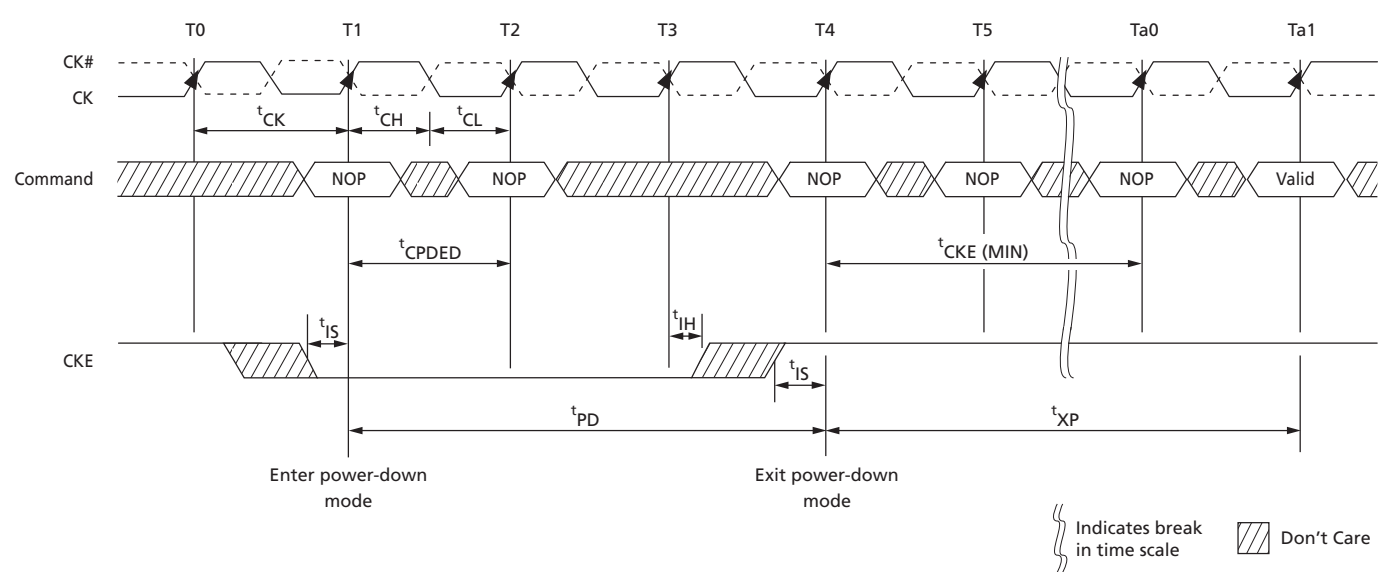 T0 T1 T2 T3 T4 T5 Ta0 Ta1
CK#
CK
tCK tCH tCL
Command NOP NOP NOP NOP NOP Valid
tCPDED tCKE (MIN)
tIS tIH
CKE
tIS
tPD tXP
Enter power-down
mode
Exit power-down
mode
Indicates break
in time scale
Don't Care